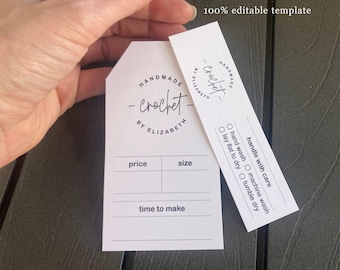 100% editable template
HANDMADE
- crochet -
BY ELIZABETH
price size
time to make
HANDMADE
- crochet -
BY ELIZABETH
handle with care
hand wash machine wash
lay flat to dry tumble dry